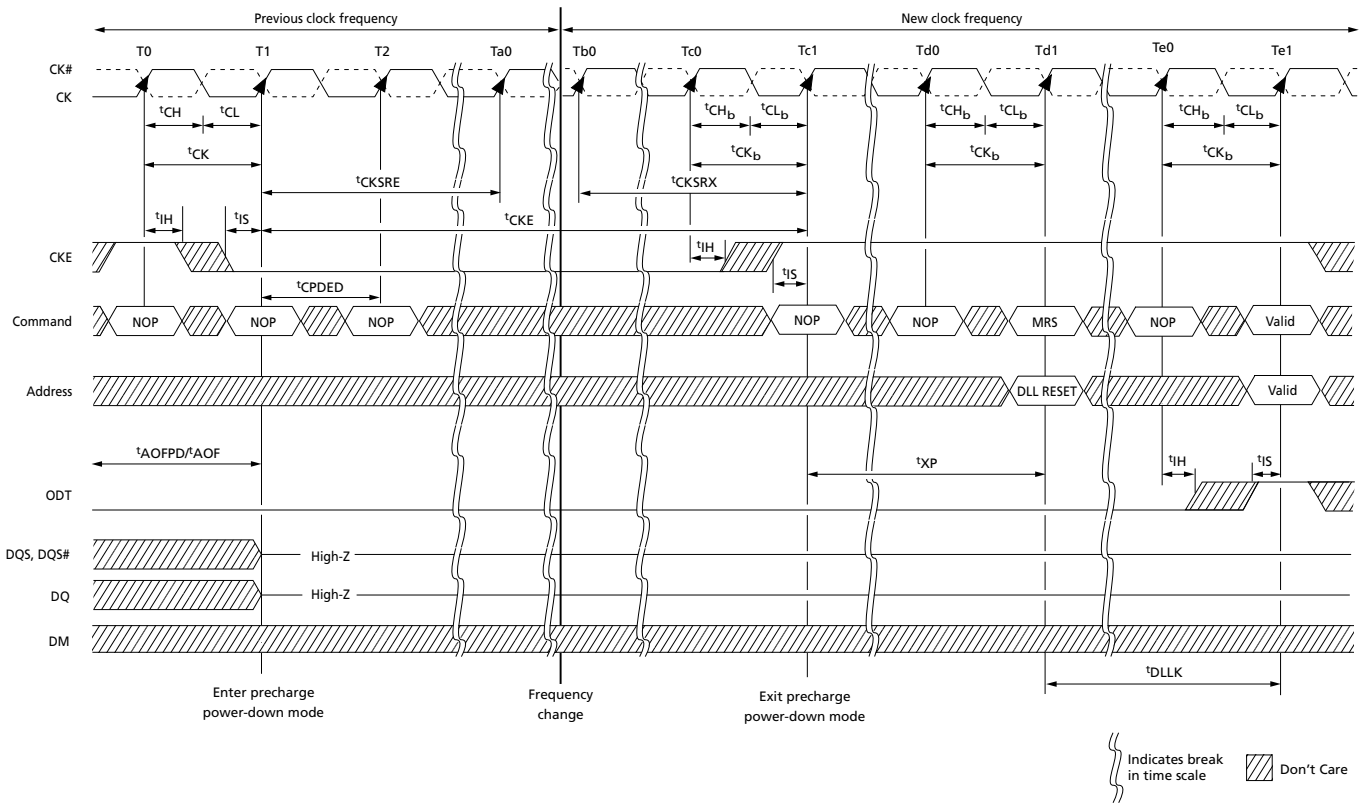 Previous clock frequency New clock frequency
T0 T1 T2 Ta0 Tb0 Tc0 Tc1 Td0 Td1 Te0 Te1
CK#
CK
tCH tCL tCHb tCLb tCHb tCLb tCHb tCLb
tCK tCKb tCKb tCKb
tCKSRE tCKSRX
tIH tIS tCKE
CKE tIH
tIS
tCPDED
Command NOP NOP NOP NOP NOP MRS NOP Valid
Address DLL RESET Valid
tAOFPD/tAOF tXP tIH tIS
ODT
DQS, DQS# High-Z
DQ High-Z
DM
tDLLK
Enter precharge
power-down mode
Frequency
change
Exit precharge
power-down mode
Indicates break
in time scale
Don't Care